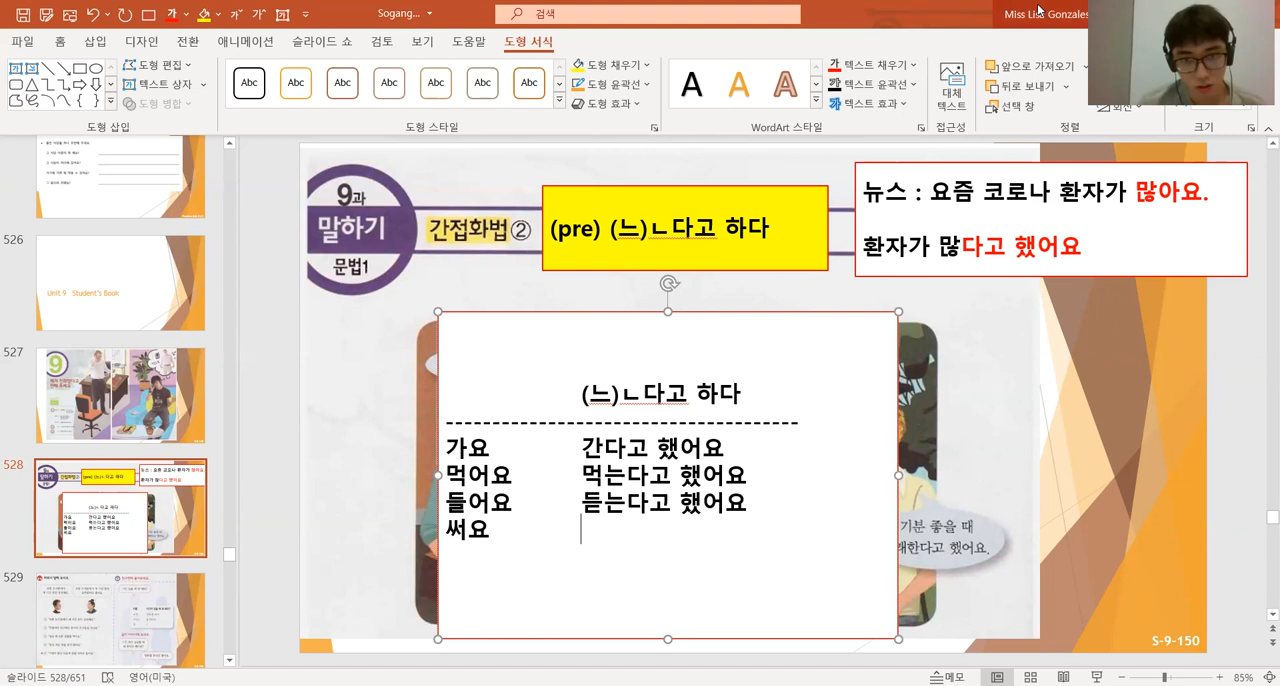 Sogang...
검색
Miss Lisa Gonzales
파일 홈 삽입 디자인 전환 애니메이션 슬라이드 쇼 검토 보기 도움말 도형 서식
도형 편집
텍스트 상자
도형 병합
도형 삽입
Abc Abc Abc Abc Abc Abc Abc
도형 채우기
도형 윤곽선
도형 효과
도형 스타일
A A A
텍스트 채우기
텍스트 윤곽선
텍스트 효과
WordArt 스타일
대체
텍스트
접근성
앞으로 가져오기
뒤로 보내기
선택 창
회전
정렬
크기
526
Unit 9 Student's Book
527
528
529
9과
말하기
문법1
간접화법②
(pre) (느)ㄴ다고 하다
뉴스 : 요즘 코로나 환자가 많아요.
환자가 많다고 했어요
(느)ㄴ다고 하다
--------------------------------------
가요 간다고 했어요
먹어요 먹는다고 했어요
들어요 듣는다고 했어요
써요
기분 좋을 때
래한다고 했어요.
S-9-150
슬라이드 528/651
영어(미국)
메모
85%